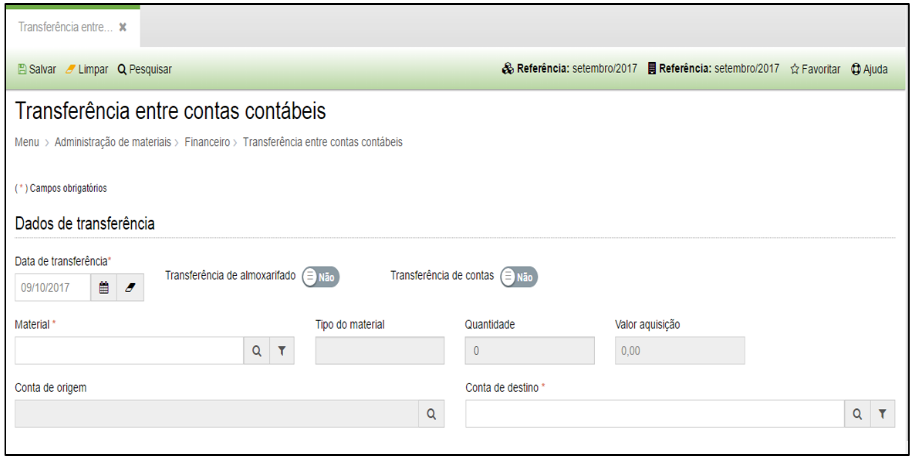 Transferência entre... ✖
Salvar Limpar Pesquisar Referência: setembro/2017 Referência: setembro/2017 Favoritar Ajuda
Transferência entre contas contábeis
Menu > Administração de materiais > Financeiro > Transferência entre contas contábeis
( * ) Campos obrigatórios
Dados de transferência
Data de transferência*
Transferência de almoxarifado Não Transferência de contas Não
09/10/2017
Material * Tipo do material Quantidade Valor aquisição
0 0,00
Conta de origem Conta de destino *